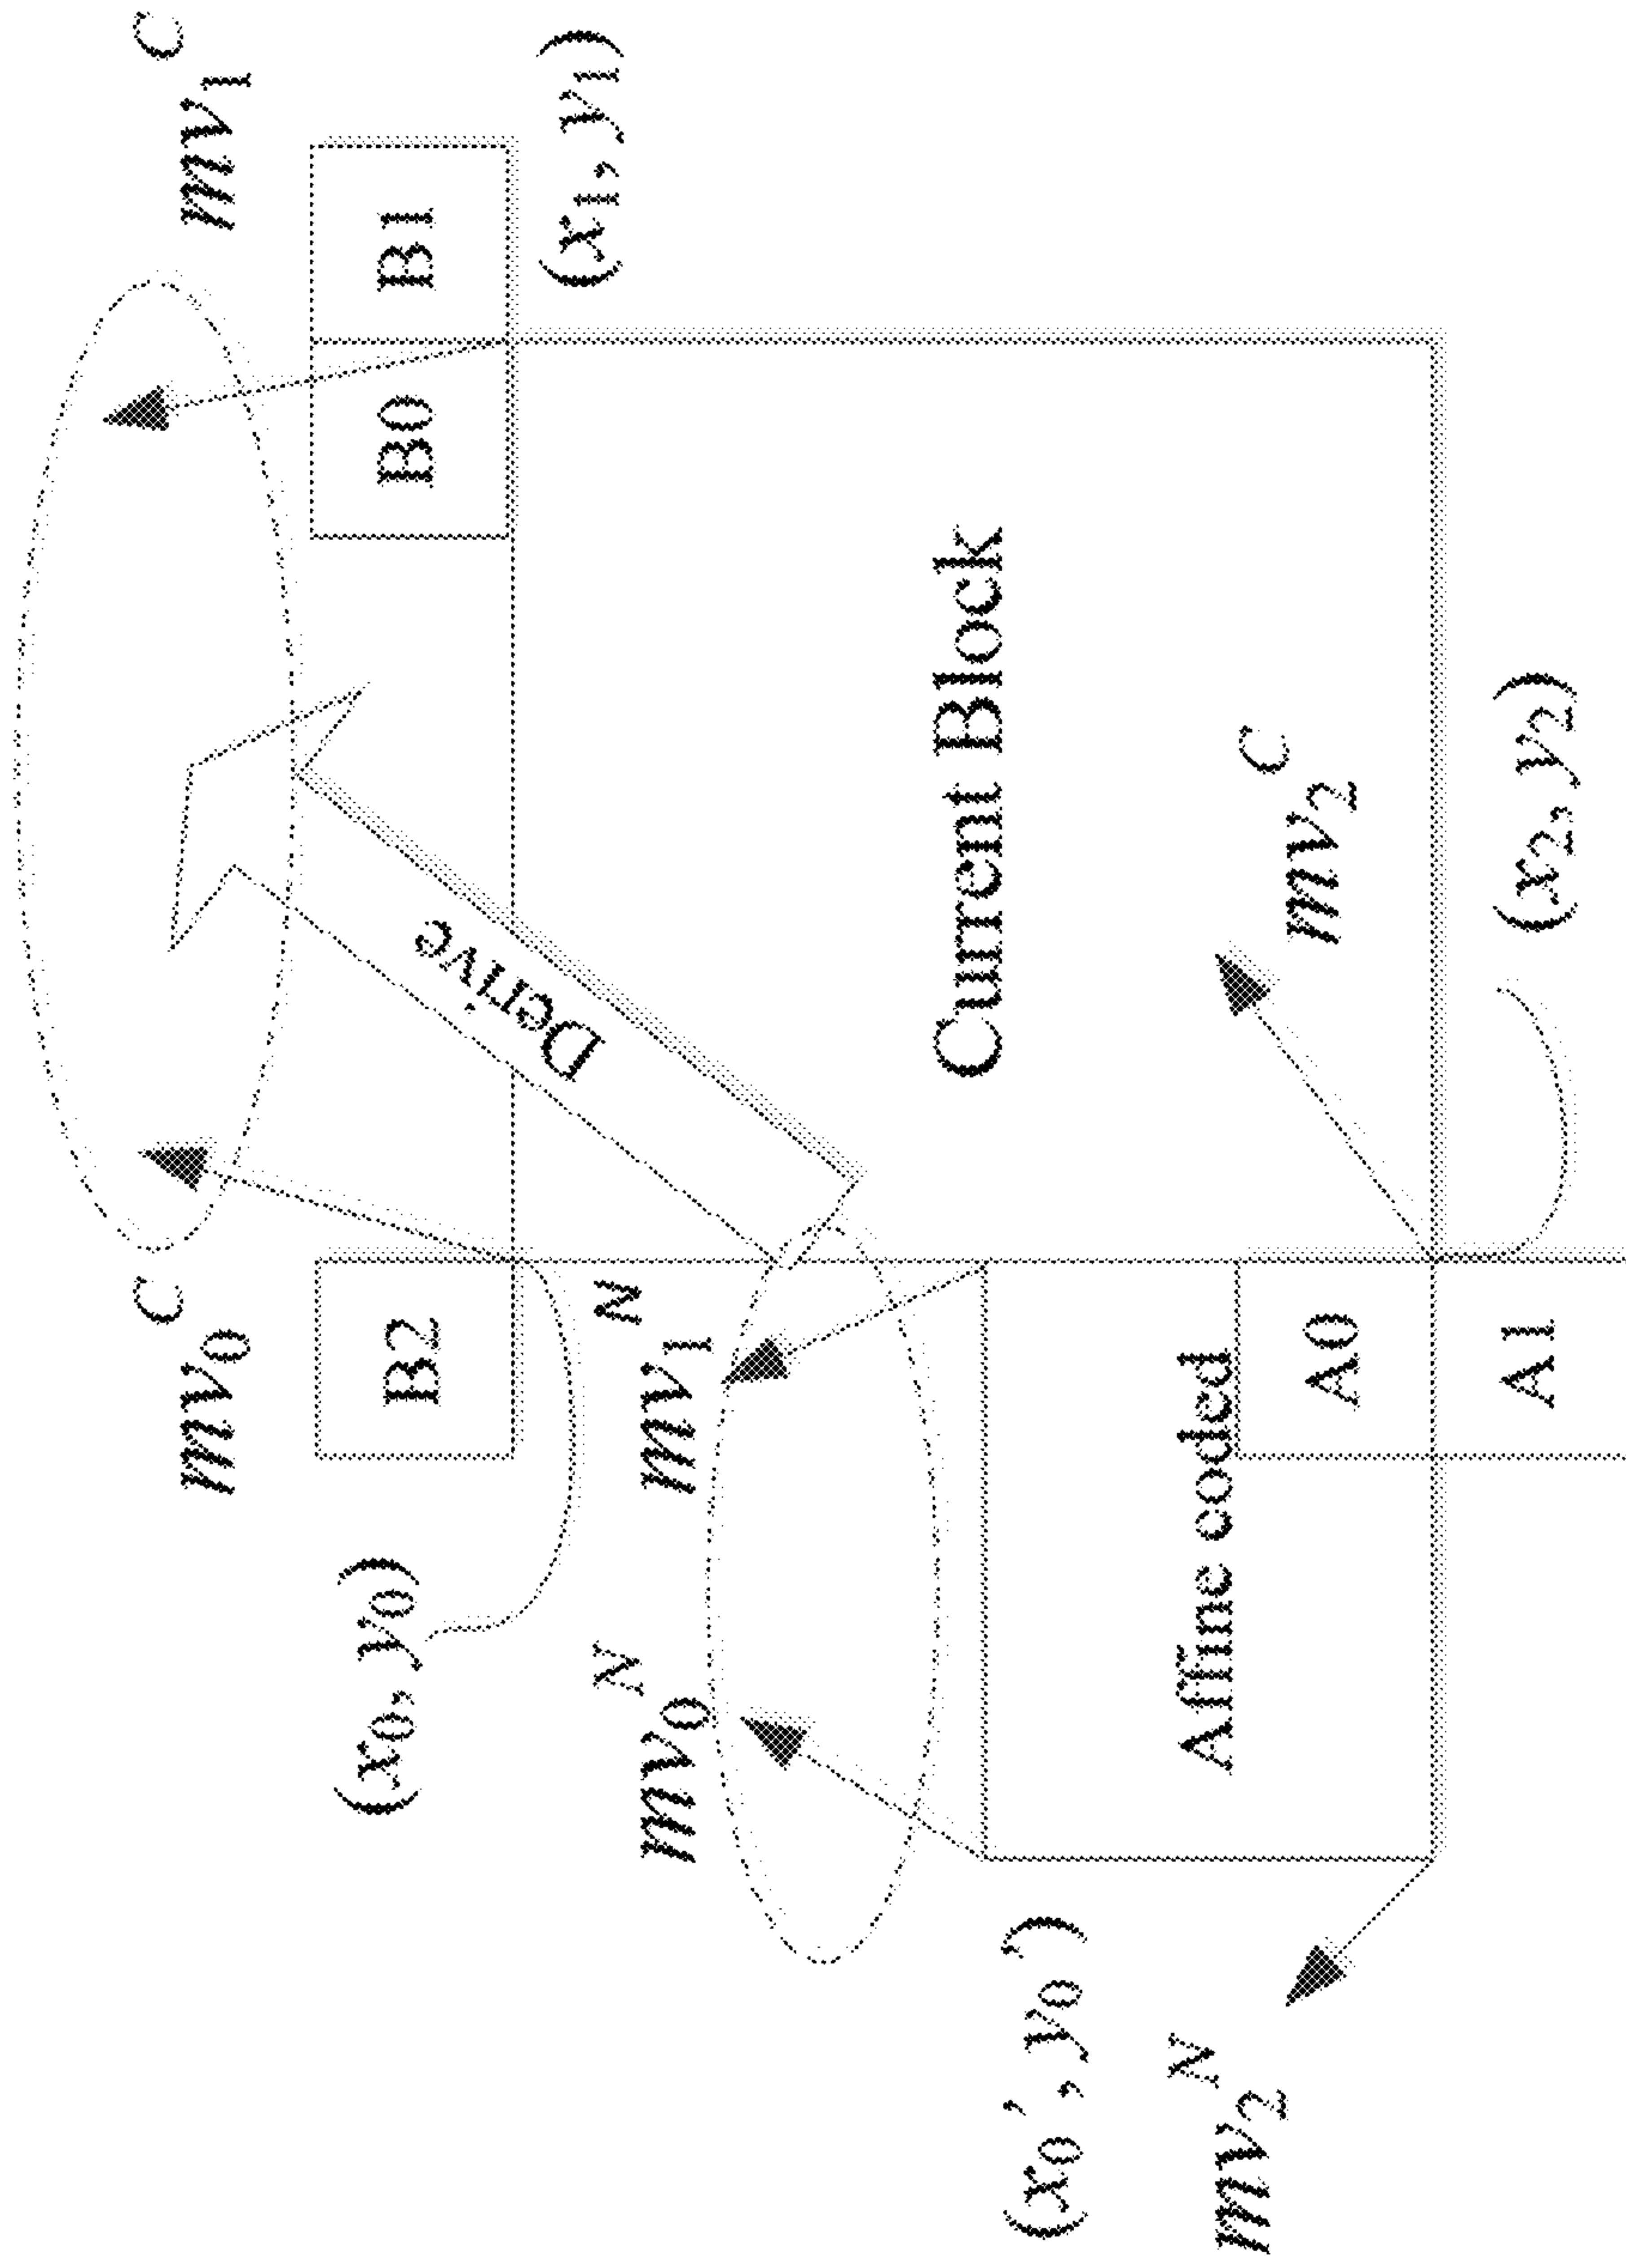 mv₀ᶜ
mv₁ᶜ
B2
B0
B1
(x₀, y₀)
(x₁, y₁)
Derive
mv₀ᴺ
mv₁ᴺ
Current Block
(x₀', y₀')
Affine coded
mv₂ᴺ
mv₂ᶜ
A0
A1
(x₂, y₂)